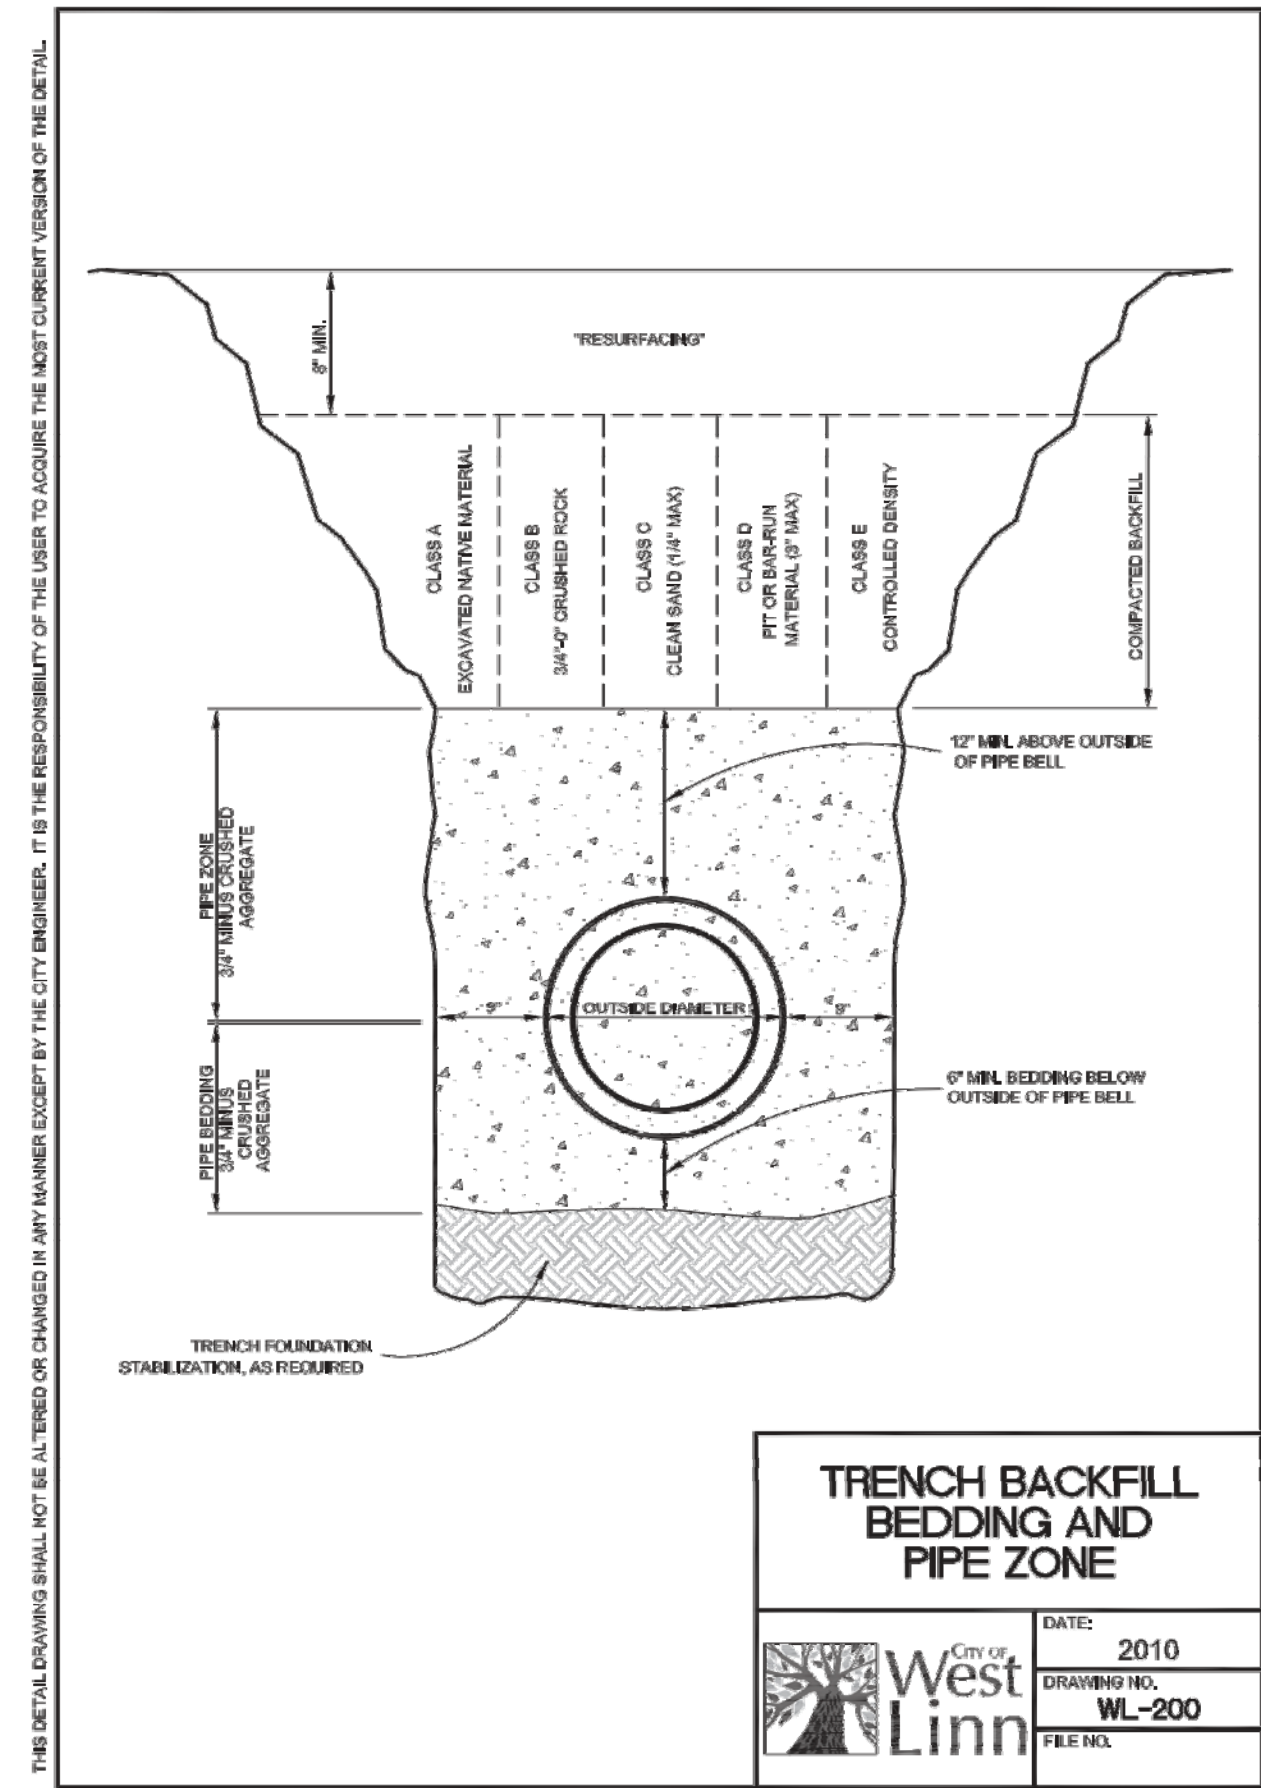 THIS DETAIL DRAWING SHALL NOT BE ALTERED OR CHANGED IN ANY MANNER EXCEPT BY THE CITY ENGINEER. IT IS THE RESPONSIBILITY OF THE USER TO ACQUIRE THE MOST CURRENT VERSION OF THE DETAIL.
8" MIN.
"RESURFACING"
CLASS A
EXCAVATED NATIVE MATERIAL
CLASS B
3/4"-0" CRUSHED ROCK
CLASS C
CLEAN SAND (1/4" MAX)
CLASS D
PIT OR BAR-RUN
MATERIAL (3" MAX)
CLASS E
CONTROLLED DENSITY
COMPACTED BACKFILL
12" MIN. ABOVE OUTSIDE
OF PIPE BELL
PIPE ZONE
3/4" MINUS CRUSHED
AGGREGATE
9"
OUTSIDE DIAMETER
9"
PIPE BEDDING
3/4" MINUS
CRUSHED
AGGREGATE
6" MIN. BEDDING BELOW
OUTSIDE OF PIPE BELL
TRENCH FOUNDATION
STABILIZATION, AS REQUIRED
TRENCH BACKFILL
BEDDING AND
PIPE ZONE
CITY OF
West
Linn
DATE:
2010
DRAWING NO.
WL-200
FILE NO.